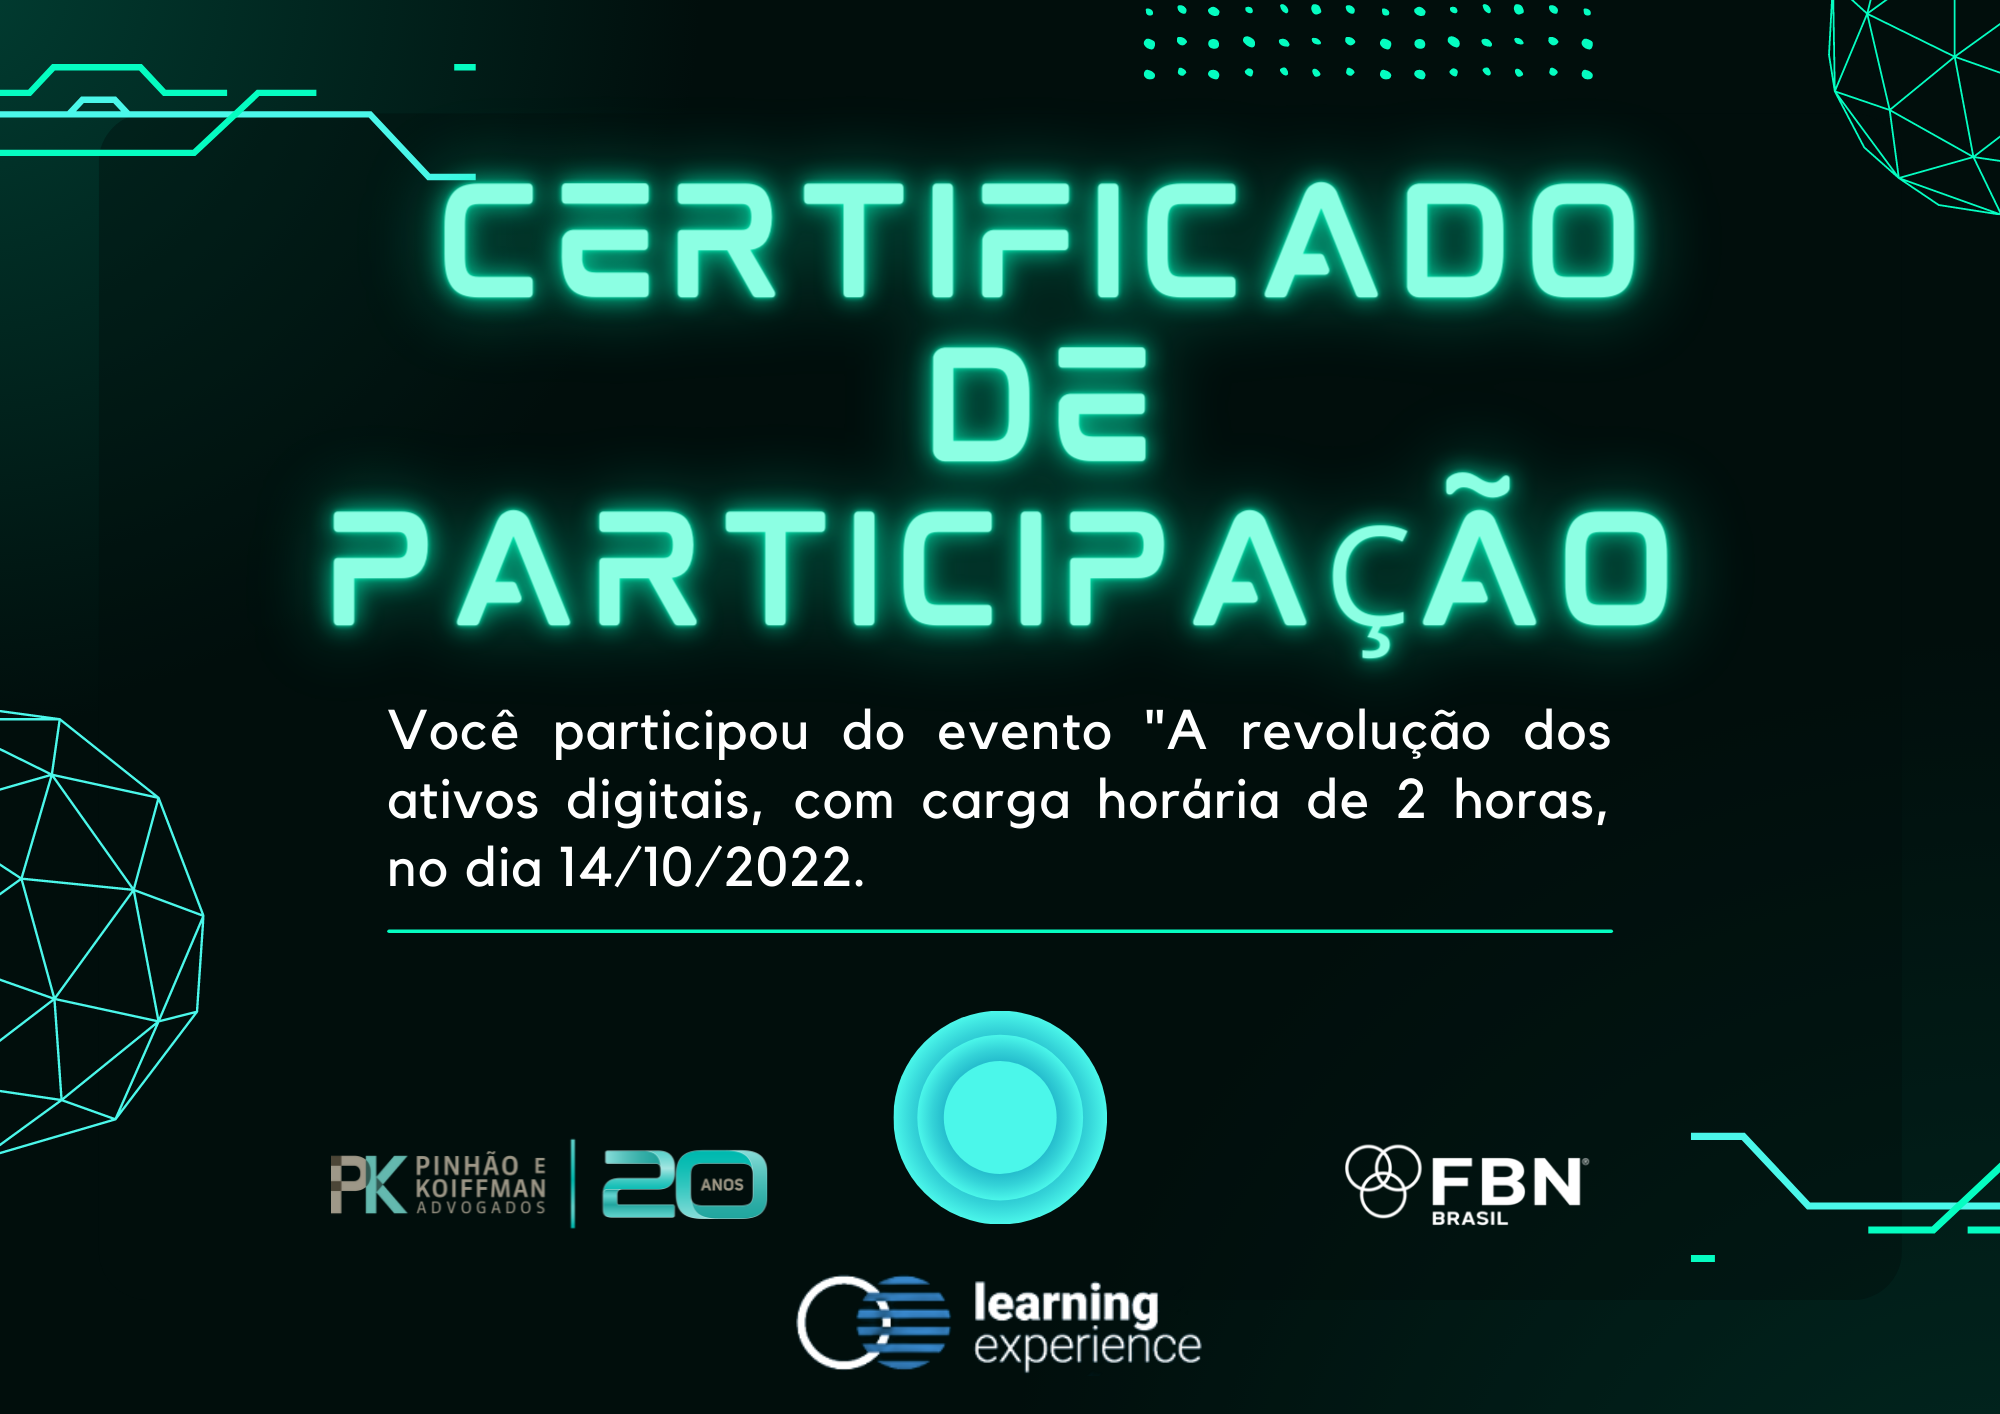 CERTIFICADO
DE
PARTICIPAÇÃO
Você participou do evento "A revolução dos
ativos digitais, com carga horária de 2 horas,
no dia 14/10/2022.
PK PINHÃO E
KOIFFMAN
ADVOGADOS
20
ANOS
FBN®
BRASIL
learning
experience